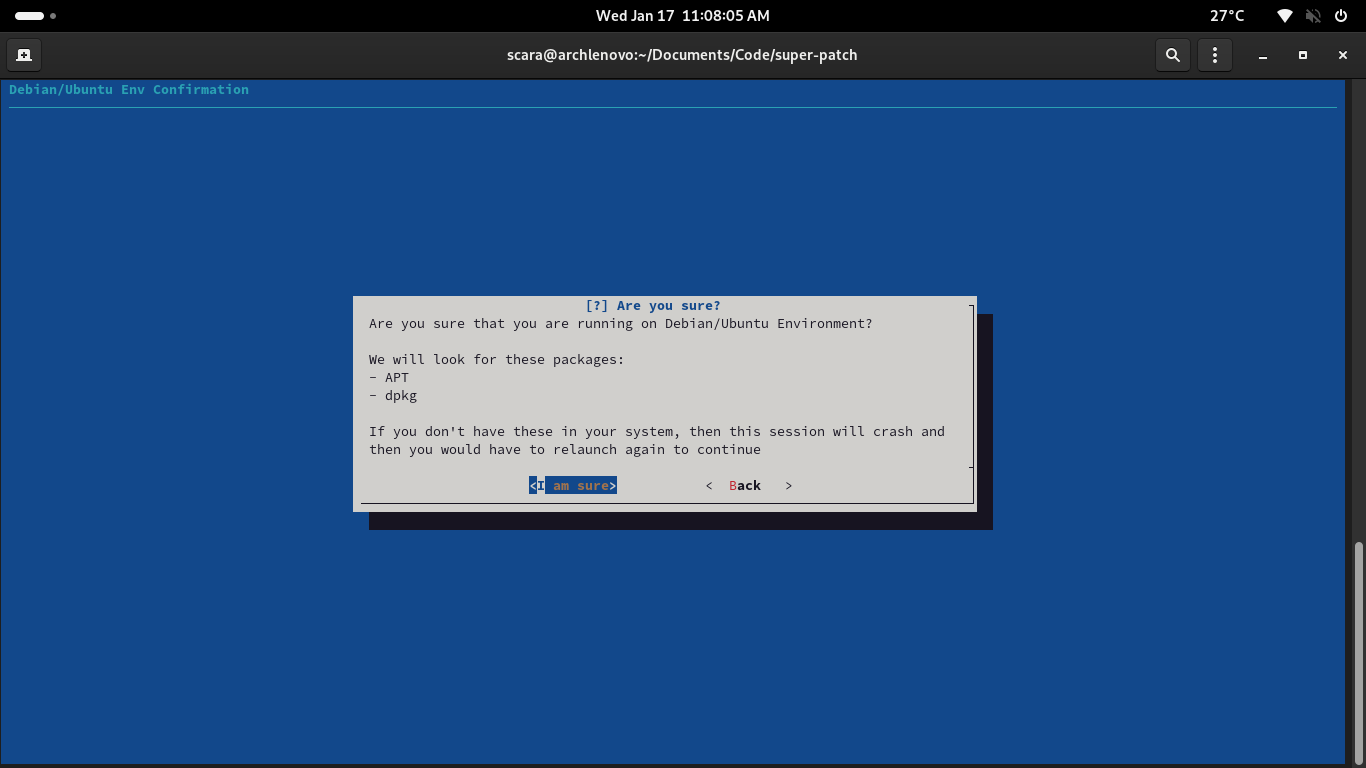 Wed Jan 17 11:08:05 AM
27°C
scara@archlenovo:~/Documents/Code/super-patch
Debian/Ubuntu Env Confirmation
[?] Are you sure?
Are you sure that you are running on Debian/Ubuntu Environment?
We will look for these packages:
- APT
- dpkg
If you don't have these in your system, then this session will crash and
then you would have to relaunch again to continue
<I am sure> < Back >